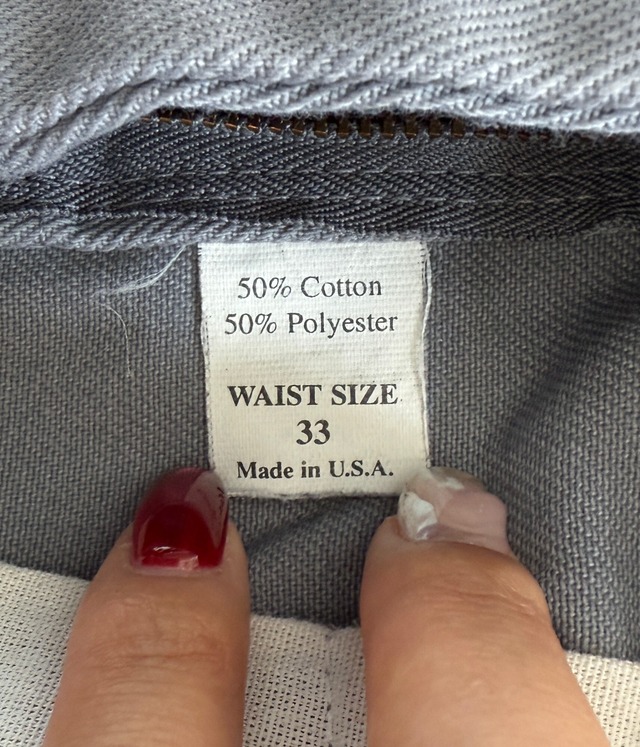 50% Cotton
50% Polyester
WAIST SIZE
33
Made in U.S.A.